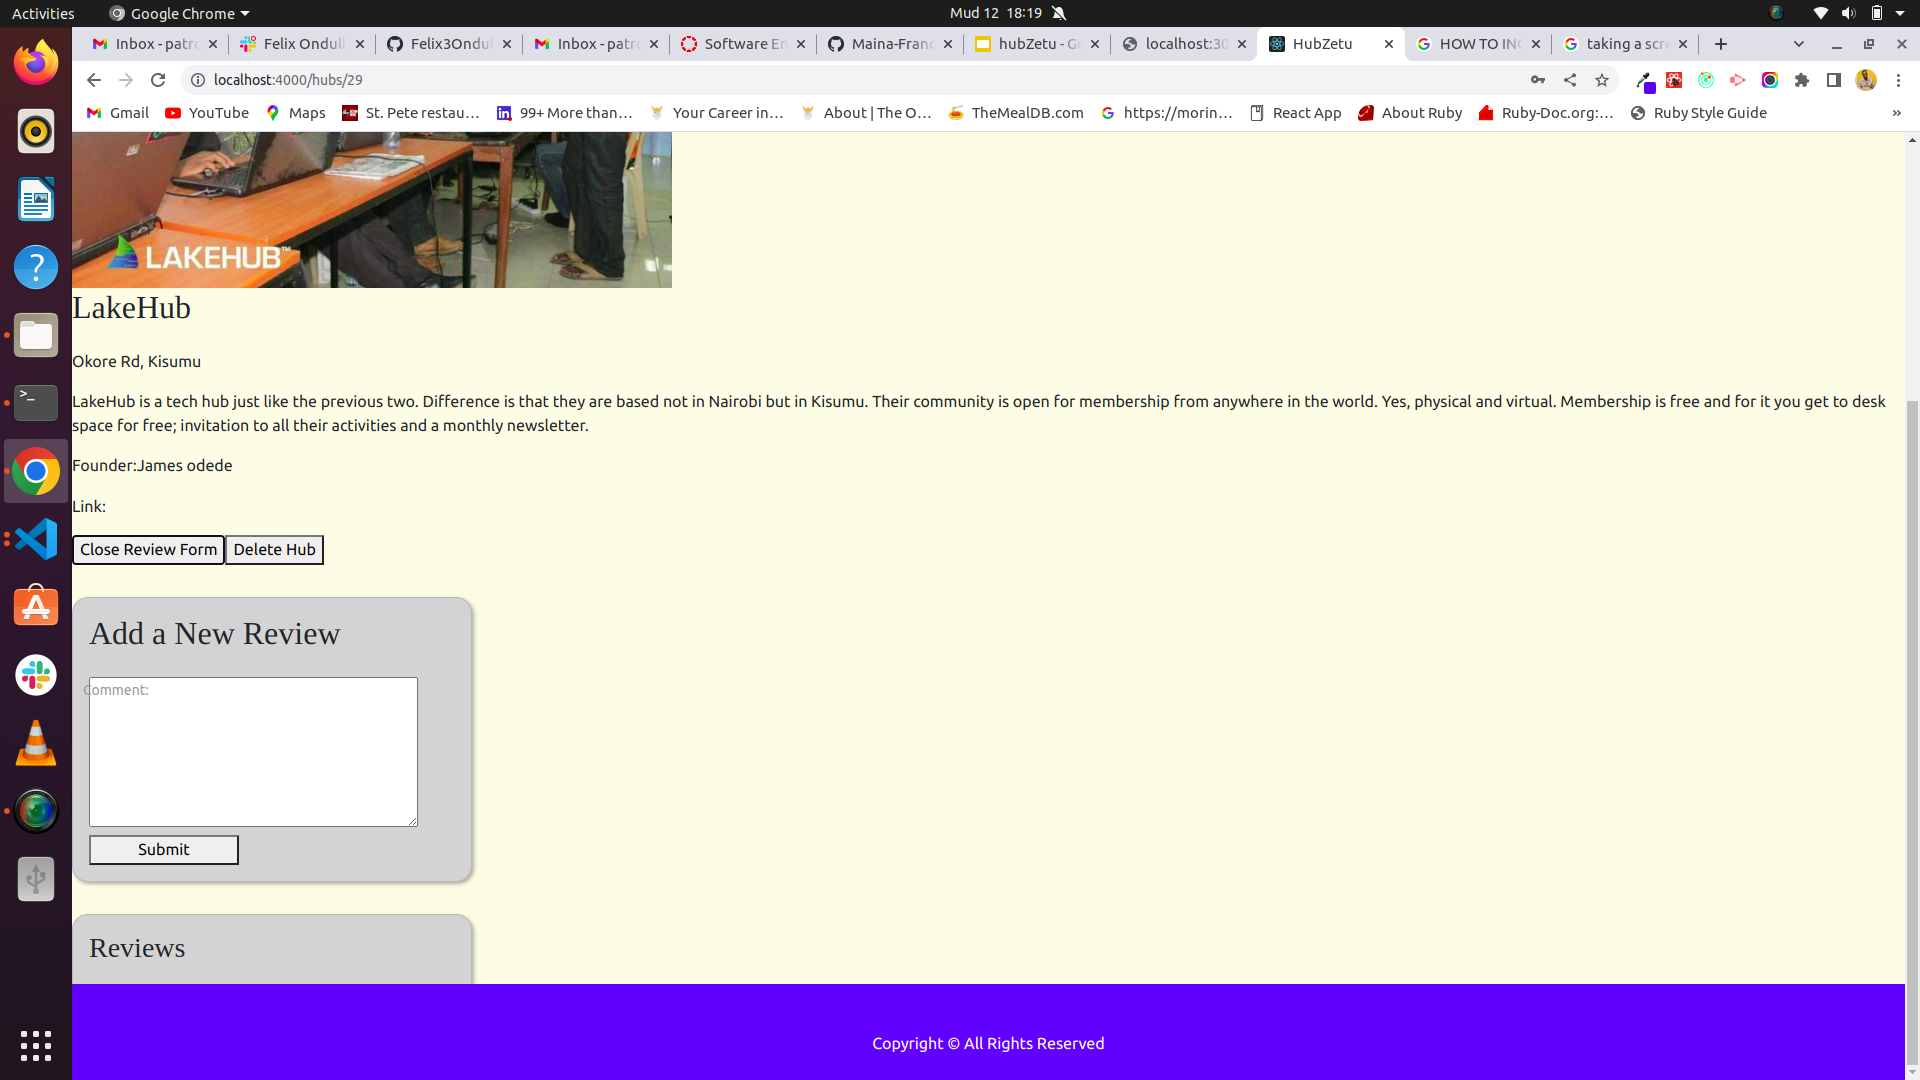 Activities
Google Chrome
Mud 12 18:19
Inbox - patro
Felix Ondull
Felix3Ondul
Inbox - patro
Software En
Maina-Franc
hubZetu - Go
localhost:30
HubZetu
HOW TO INC
taking a scre
localhost:4000/hubs/29
Gmail
YouTube
Maps
St. Pete restau...
99+ More than...
Your Career in...
About | The O...
TheMealDB.com
https://morin...
React App
About Ruby
Ruby-Doc.org:...
Ruby Style Guide
»
LAKEHUB™
LakeHub
Okore Rd, Kisumu
LakeHub is a tech hub just like the previous two. Difference is that they are based not in Nairobi but in Kisumu. Their community is open for membership from anywhere in the world. Yes, physical and virtual. Membership is free and for it you get to desk
space for free; invitation to all their activities and a monthly newsletter.
Founder:James odede
Link:
Close Review Form
Delete Hub
Add a New Review
Comment:
Submit
Reviews
Copyright © All Rights Reserved